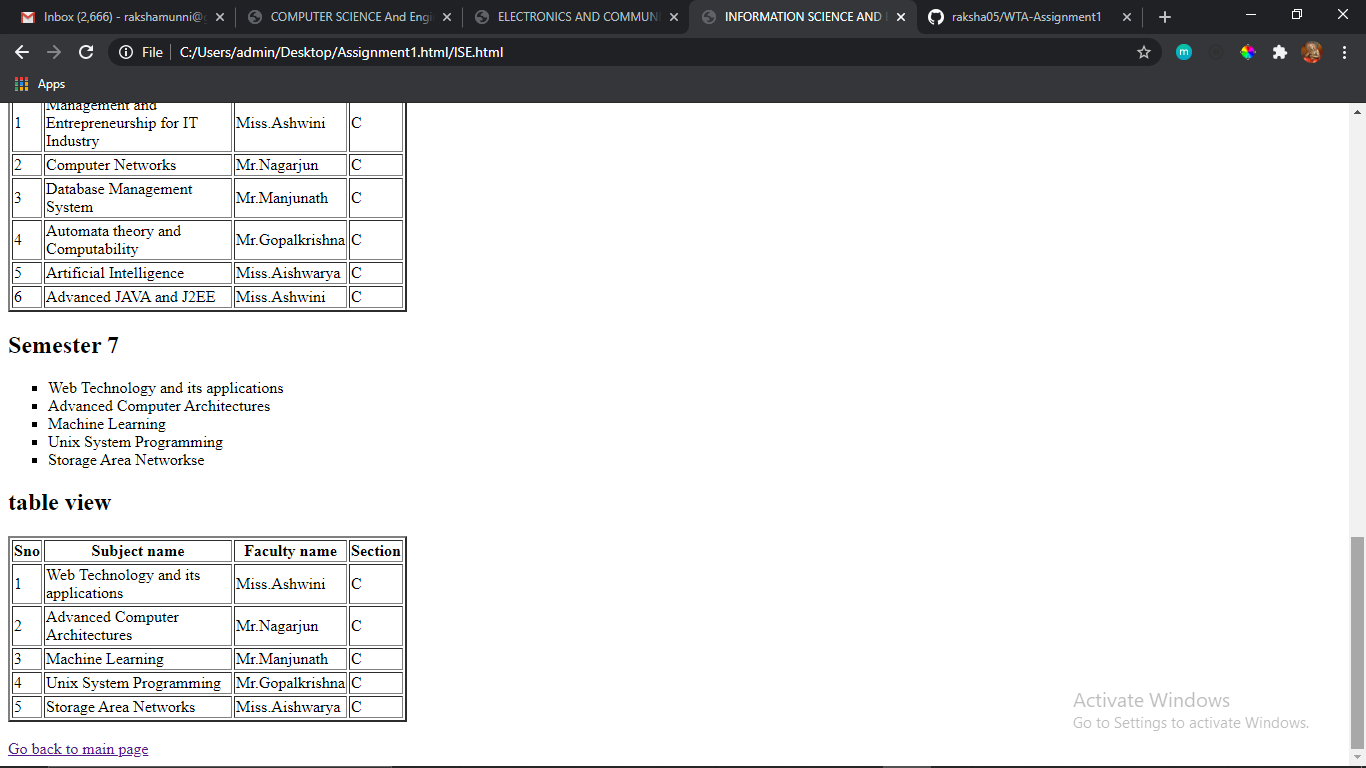 Inbox (2,666) - rakshamunni@
COMPUTER SCIENCE And Engi
ELECTRONICS AND COMMUNI
INFORMATION SCIENCE AND
raksha05/WTA-Assignment1
File
C:/Users/admin/Desktop/Assignment1.html/ISE.html
m
Apps
1 Management and Miss.Ashwini C
Entrepreneurship for IT
Industry
2 Computer Networks Mr.Nagarjun C
3 Database Management Mr.Manjunath C
System
4 Automata theory and Mr.Gopalkrishna C
Computability
5 Artificial Intelligence Miss.Aishwarya C
6 Advanced JAVA and J2EE Miss.Ashwini C
Semester 7
Web Technology and its applications
Advanced Computer Architectures
Machine Learning
Unix System Programming
Storage Area Networkse
table view
Sno Subject name Faculty name Section
1 Web Technology and its Miss.Ashwini C
applications
2 Advanced Computer Mr.Nagarjun C
Architectures
3 Machine Learning Mr.Manjunath C
4 Unix System Programming Mr.Gopalkrishna C
5 Storage Area Networks Miss.Aishwarya C
Go back to main page
Activate Windows
Go to Settings to activate Windows.